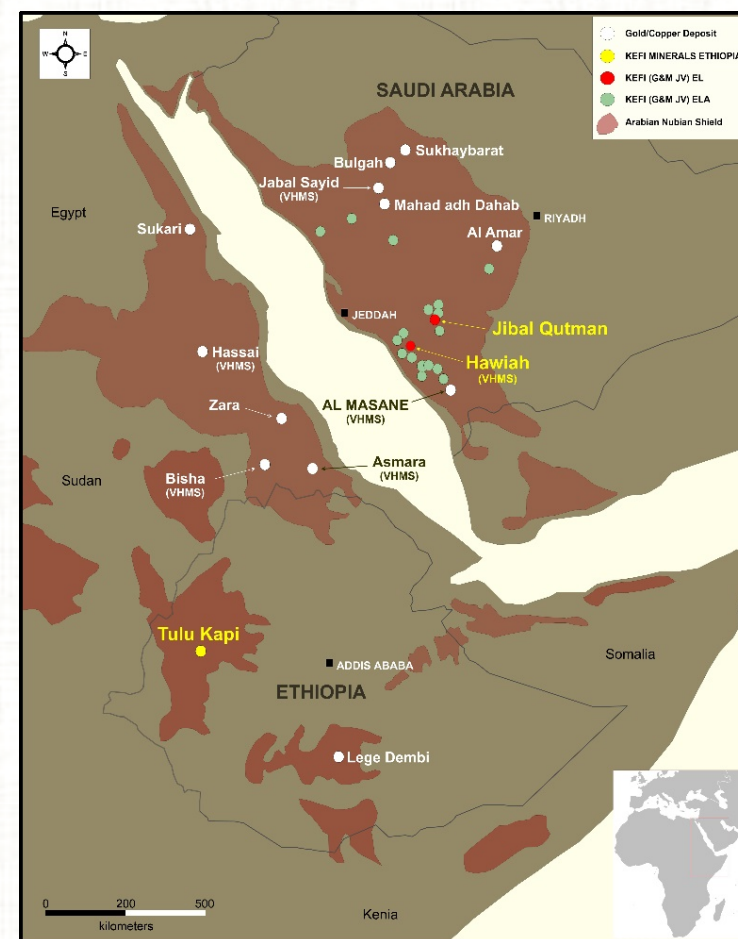 N
W E
S
Gold/Copper Deposit
KEFI MINERALS ETHIOPIA
KEFI (G&M JV) EL
KEFI (G&M JV) ELA
Arabian Nubian Shield
SAUDI ARABIA
Sukhaybarat
Bulgah
Jabal Sayid
(VHMS)
Mahad adh Dahab
Egypt
Sukari
RIYADH
Al Amar
JEDDAH
Jibal Qutman
Hassai
(VHMS)
Hawiah
(VHMS)
AL MASANE
(VHMS)
Zara
Sudan
Bisha
(VHMS)
Asmara
(VHMS)
Tulu Kapi
ADDIS ABABA
Somalia
ETHIOPIA
Lege Dembi
0 200 500
kilometers
Kenia